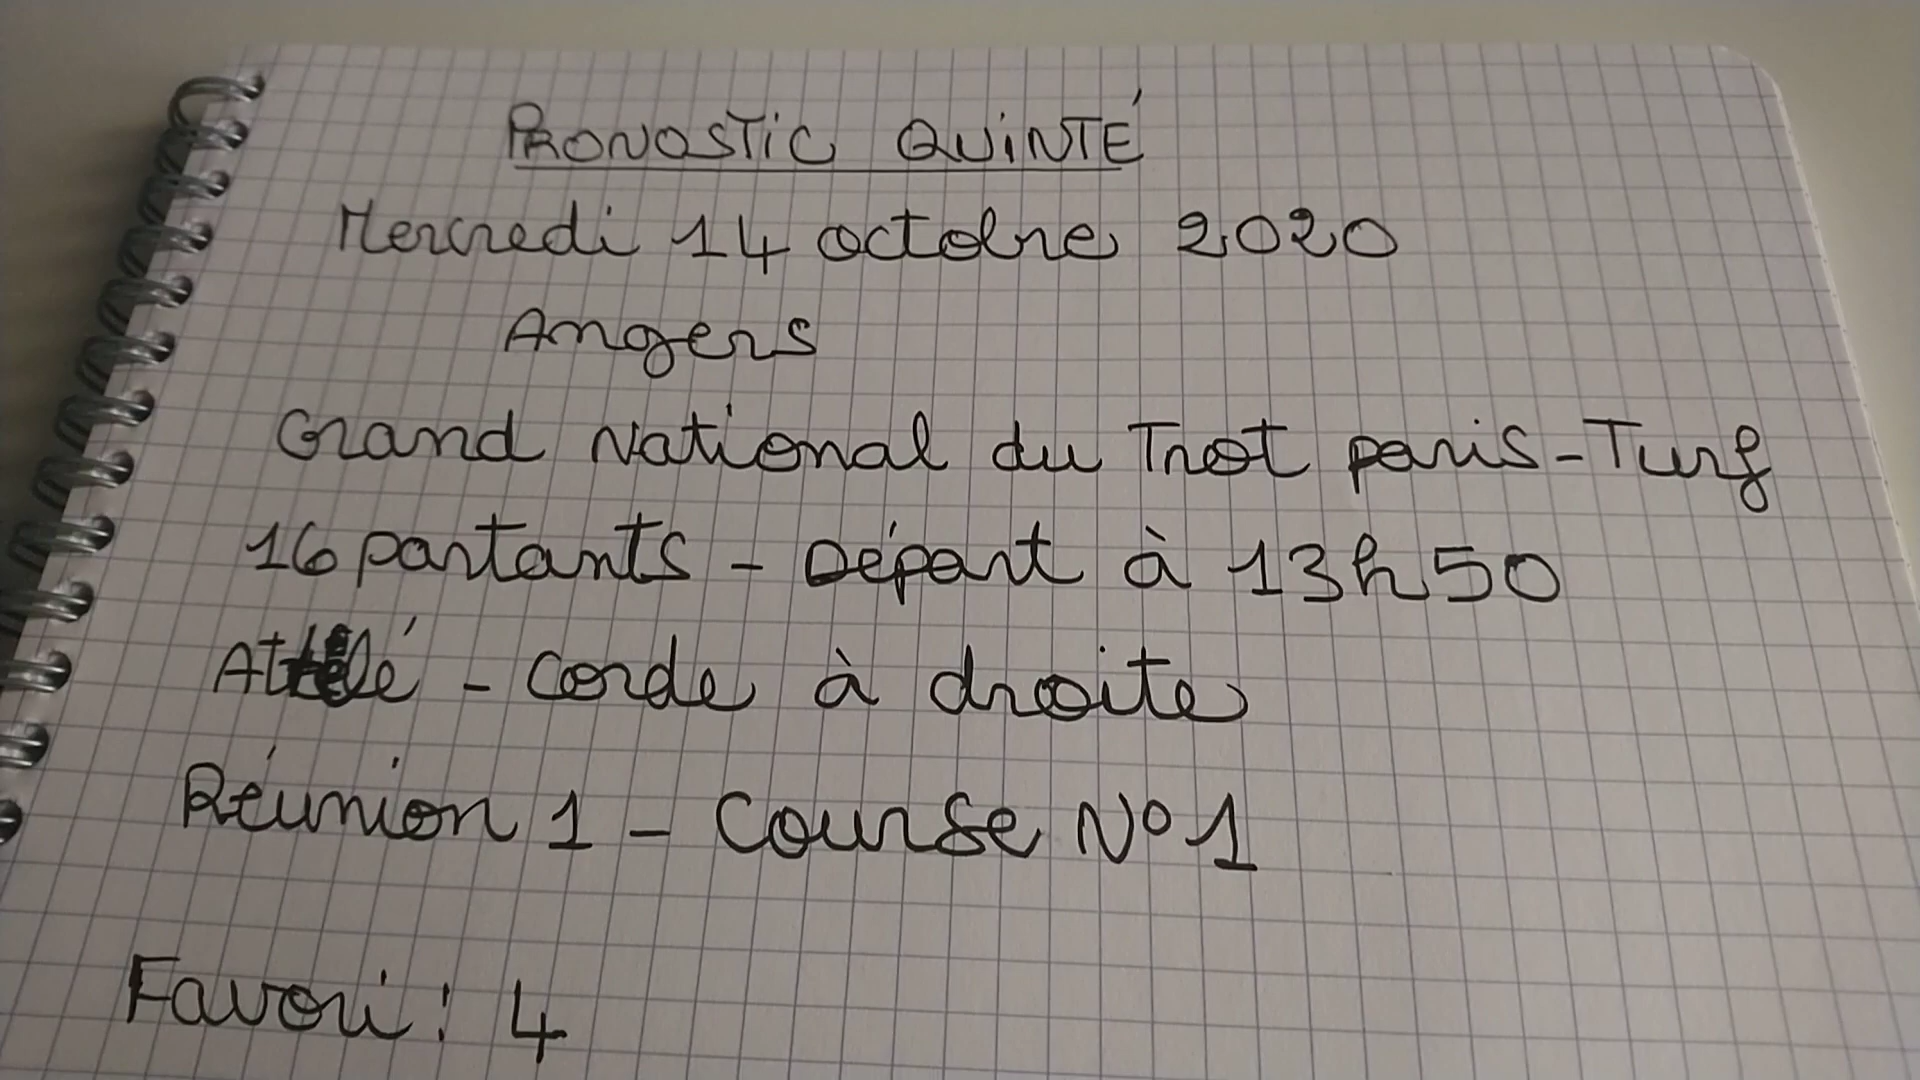 PRONOSTIC QUINTÉ
Mercredi 14 octobre 2020
Angers
Grand National du Trot paris-Turf
16 partants - Départ à 13h50
Attelé - Corde à droite
Réunion 1 - Course N°1
Favori : 4